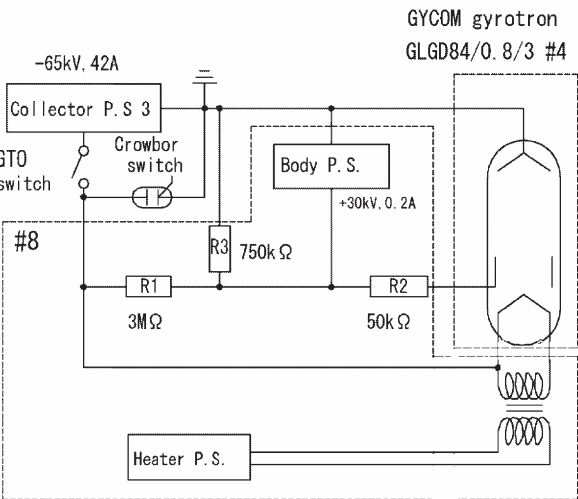 GYCOM gyrotron
GLGD84/0.8/3 #4
-65kV, 42A
Collector P.S 3
GTO
switch
Crowbor
switch
Body P.S.
+30kV, 0.2A
#8
R3
750kΩ
R1
3MΩ
R2
50kΩ
Heater P.S.